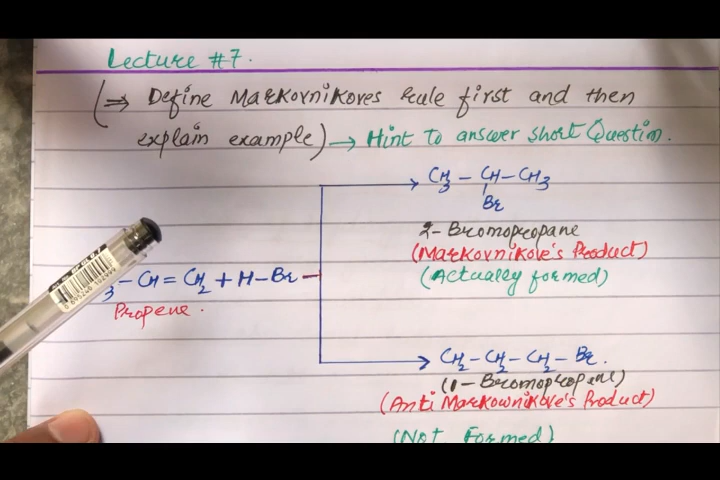 Lecture #7.
(⇒ Define Markovnikoves rule first and then
explain example) → Hint to answer short Question.
CH3 – CH – CH3
Br
2-Bromopropane
(Markovnikove's Product)
(Actually formed)
3 – CH = CH2 + H – Br
Propene.
CH2 – CH2 – CH2 – Br.
(1-Bromopropene)
(Anti Markownikove's Product)
(Not Formed)